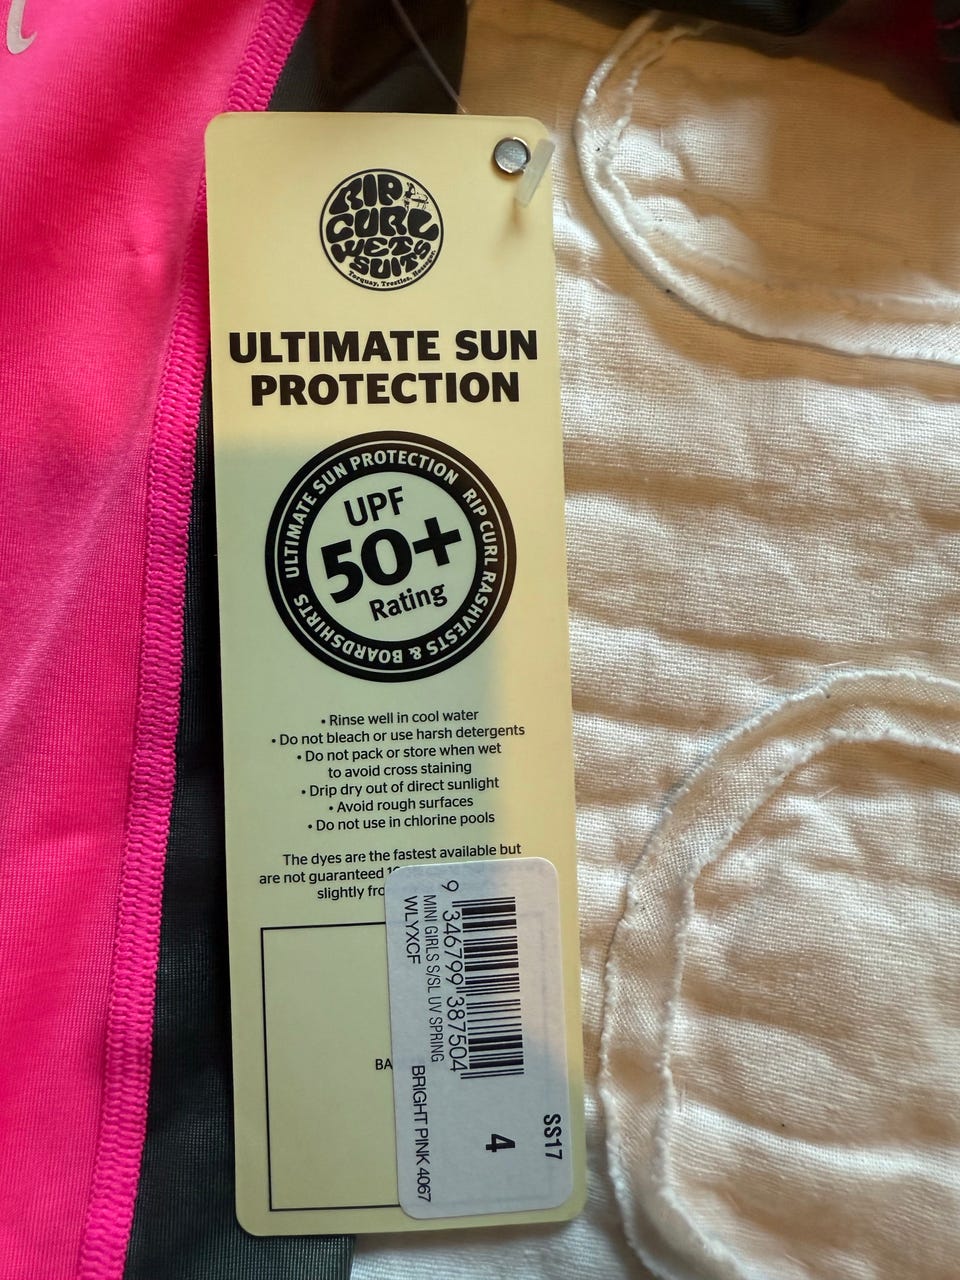 RIP
CURL
WET
SUITS
Torquay, Trestles, Hossegor.
ULTIMATE SUN
PROTECTION
ULTIMATE SUN PROTECTION RIP CURL RASHVESTS & BOARDSHIRTS
UPF
50+
Rating
• Rinse well in cool water
• Do not bleach or use harsh detergents
• Do not pack or store when wet
to avoid cross staining
• Drip dry out of direct sunlight
• Avoid rough surfaces
• Do not use in chlorine pools
The dyes are the fastest available but
are not guaranteed
slightly
SS17
4
9 346799 387504
MINI GIRLS S/SL UV SPRING
WLYXCF BRIGHT PINK 4067